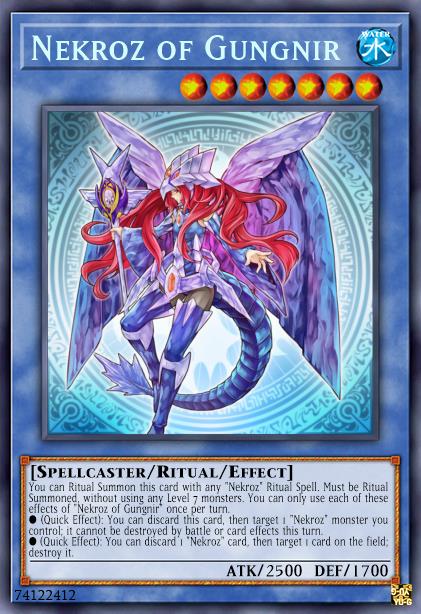 Nekroz of Gungnir
WATER
水
[Spellcaster/Ritual/Effect]
You can Ritual Summon this card with any "Nekroz" Ritual Spell. Must be Ritual
Summoned, without using any Level 7 monsters. You can only use each of these
effects of "Nekroz of Gungnir" once per turn.
● (Quick Effect): You can discard this card, then target 1 "Nekroz" monster you
control; it cannot be destroyed by battle or card effects this turn.
● (Quick Effect): You can discard 1 "Nekroz" card, then target 1 card on the field;
destroy it.
ATK/2500 DEF/1700
74122412